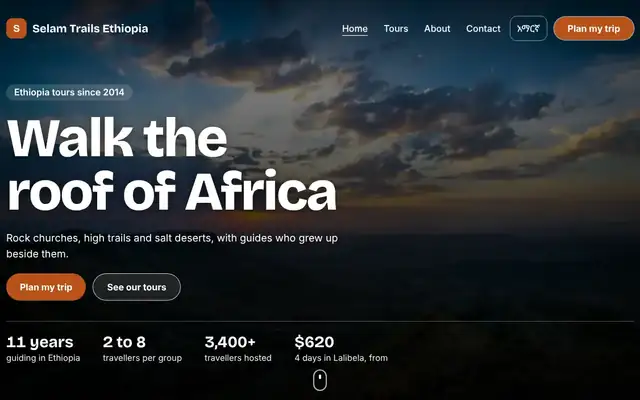 S
Selam Trails Ethiopia
Home
Tours
About
Contact
አማርኛ
Plan my trip
Ethiopia tours since 2014
Walk the
roof of Africa
Rock churches, high trails and salt deserts, with guides who grew up
beside them.
Plan my trip
See our tours
11 years
guiding in Ethiopia
2 to 8
travellers per group
3,400+
travellers hosted
$620
4 days in Lalibela, from